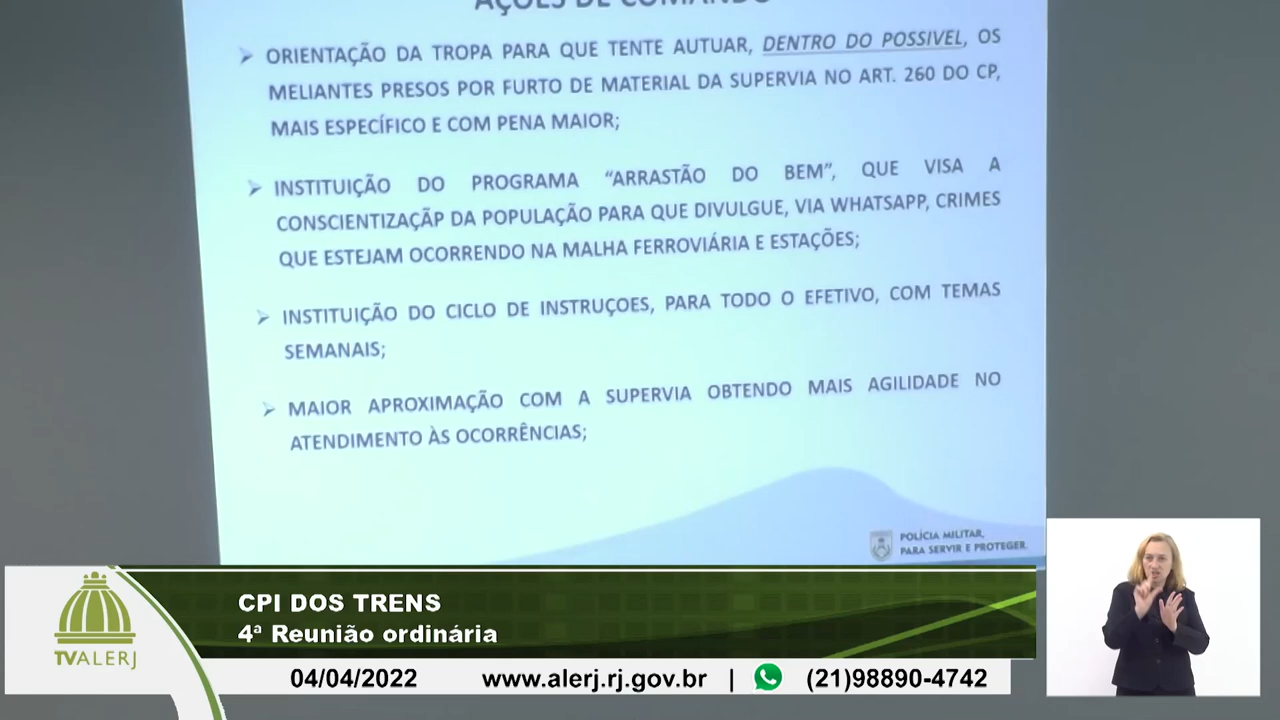 AÇÕES DE COMANDO
ORIENTAÇÃO DA TROPA PARA QUE TENTE AUTUAR, DENTRO DO POSSIVEL, OS
MELIANTES PRESOS POR FURTO DE MATERIAL DA SUPERVIA NO ART. 260 DO CP,
MAIS ESPECÍFICO E COM PENA MAIOR;
INSTITUIÇÃO DO PROGRAMA “ARRASTÃO DO BEM”, QUE VISA A
CONSCIENTIZAÇÃP DA POPULAÇÃO PARA QUE DIVULGUE, VIA WHATSAPP, CRIMES
QUE ESTEJAM OCORRENDO NA MALHA FERROVIÁRIA E ESTAÇÕES;
INSTITUIÇÃO DO CICLO DE INSTRUÇOES, PARA TODO O EFETIVO, COM TEMAS
SEMANAIS;
MAIOR APROXIMAÇÃO COM A SUPERVIA OBTENDO MAIS AGILIDADE NO
ATENDIMENTO ÀS OCORRÊNCIAS;
POLÍCIA MILITAR,
PARA SERVIR E PROTEGER.
CPI DOS TRENS
4ª Reunião ordinária
TVALERJ
04/04/2022 www.alerj.rj.gov.br | (21)98890-4742